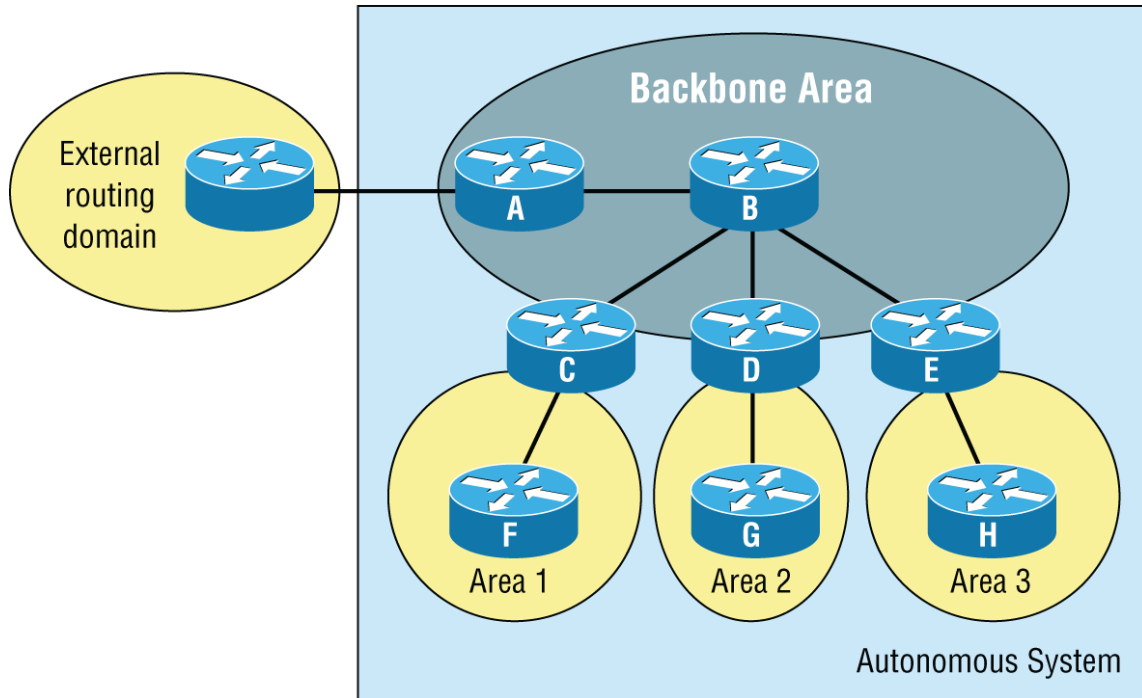 Backbone Area
External
routing
domain
A
B
C
D
E
F
G
H
Area 1
Area 2
Area 3
Autonomous System